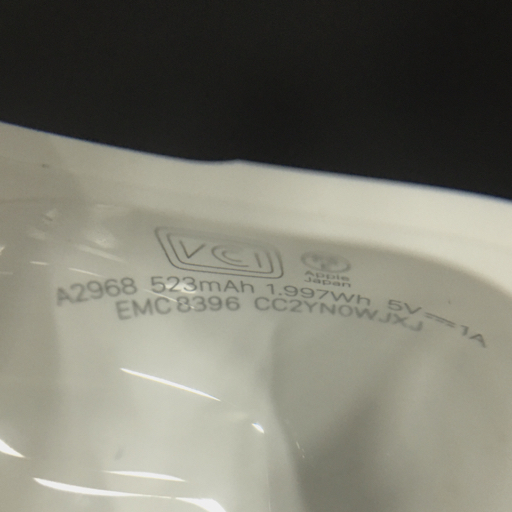 VCI
Apple
Japan
A2968 523mAh 1.997Wh 5V⎓1A
EMC 8396 CC2YN0WJXJ